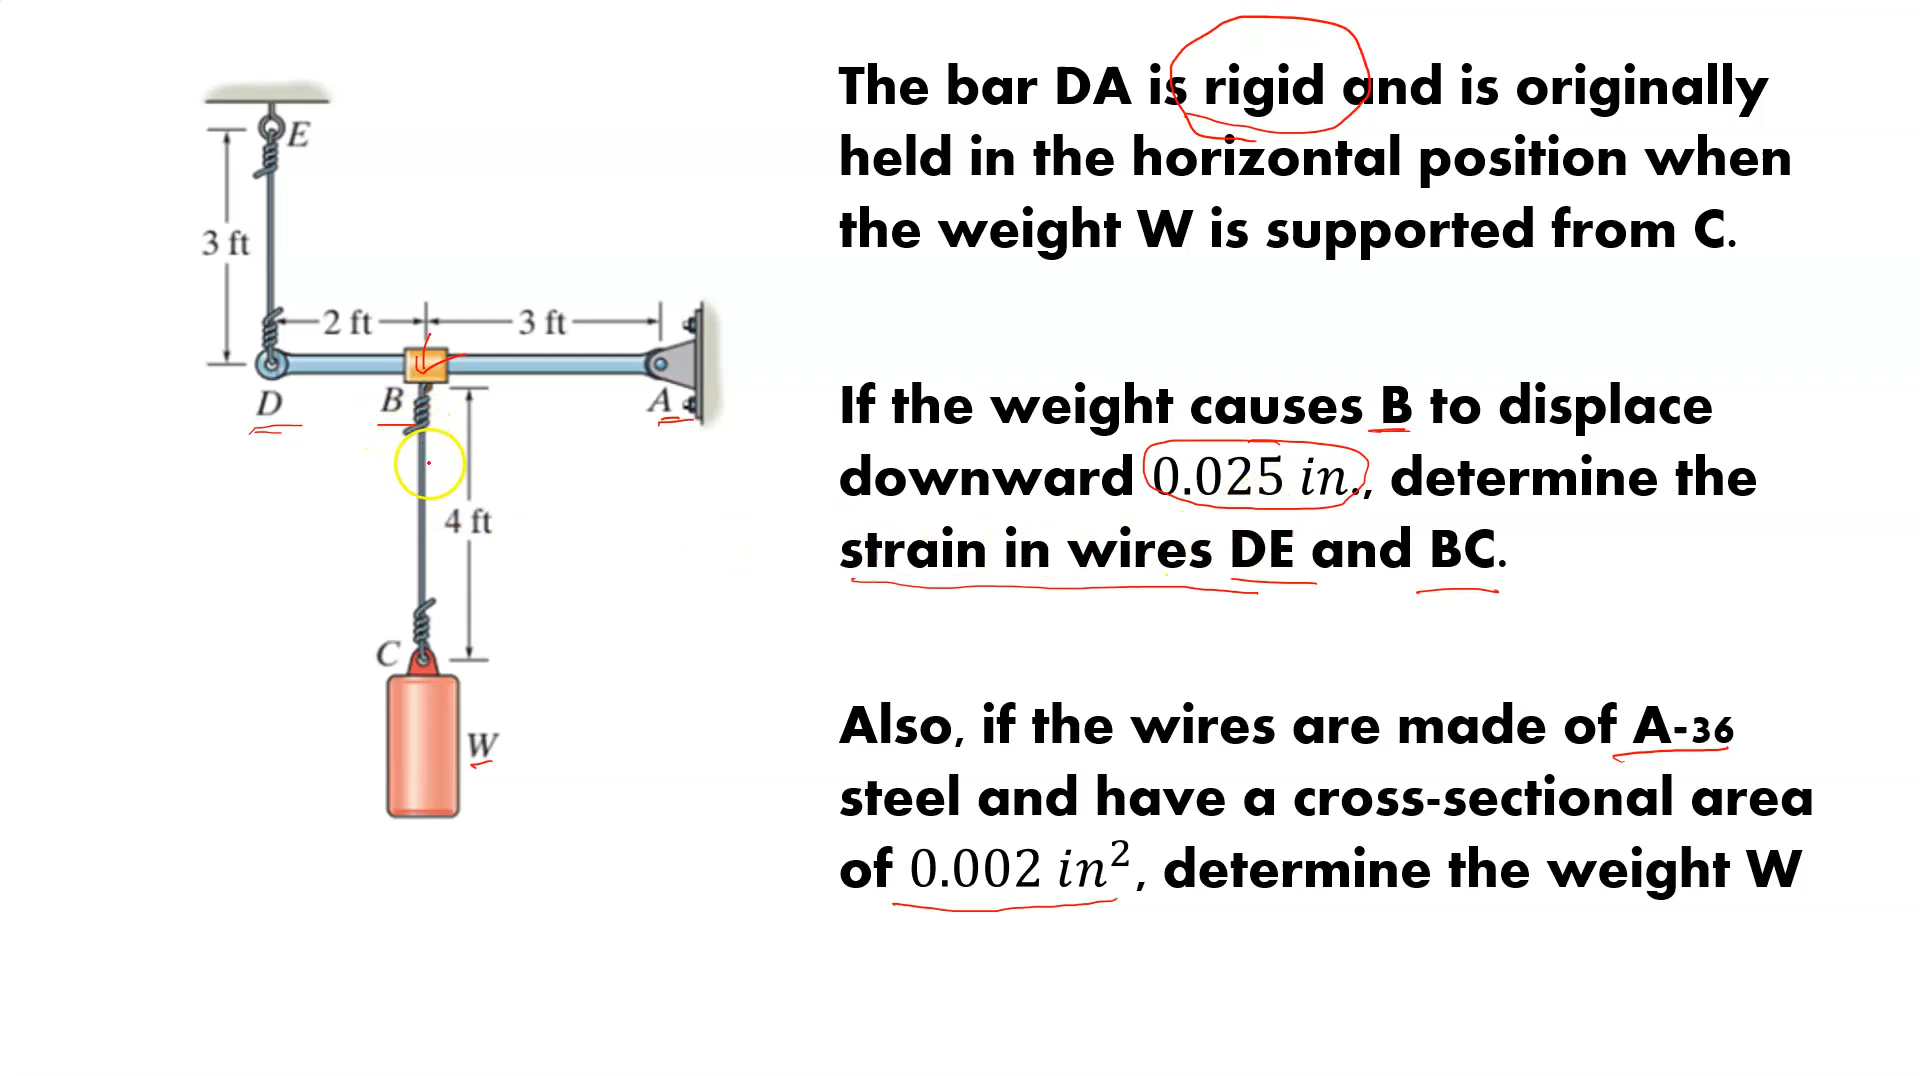 The bar DA is rigid and is originally
held in the horizontal position when
the weight W is supported from C.
If the weight causes B to displace
downward 0.025 in., determine the
strain in wires DE and BC.
Also, if the wires are made of A-36
steel and have a cross-sectional area
of 0.002 in², determine the weight W
E
3 ft
2 ft
3 ft
D
B
A
4 ft
C
W